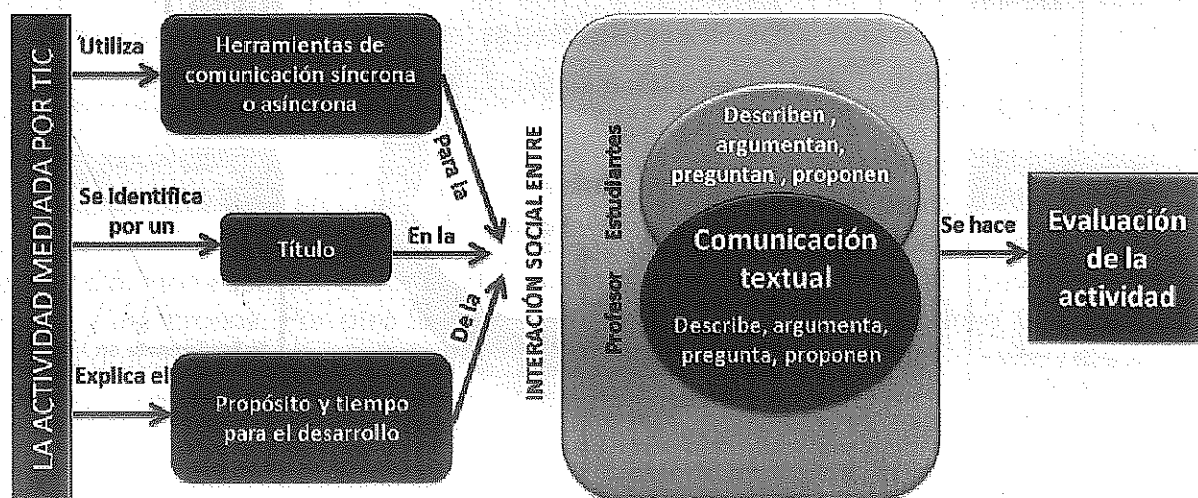 LA ACTIVIDAD MEDIADA POR TIC
Utiliza
Herramientas de
comunicación síncrona
o asíncrona
Para la
Se identifica
por un
Título
En la
Explica el
Propósito y tiempo
para el desarrollo
De la
INTERACIÓN SOCIAL ENTRE
Estudiantes
Describen ,
argumentan,
preguntan , proponen
Profesor
Comunicación
textual
Describe, argumenta,
pregunta, proponen
Se hace
Evaluación
de la
actividad